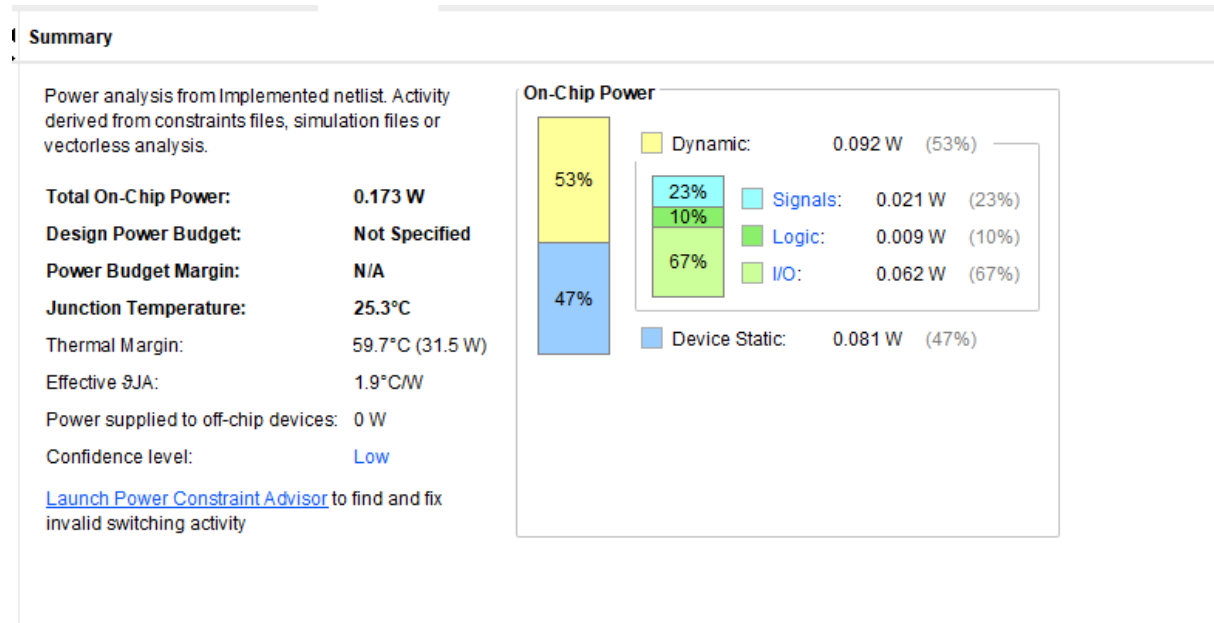 Summary
Power analysis from Implemented netlist. Activity
derived from constraints files, simulation files or
vectorless analysis.
Total On-Chip Power: 0.173 W
Design Power Budget: Not Specified
Power Budget Margin: N/A
Junction Temperature: 25.3°C
Thermal Margin: 59.7°C (31.5 W)
Effective ϑJA: 1.9°C/W
Power supplied to off-chip devices: 0 W
Confidence level: Low
Launch Power Constraint Advisor to find and fix
invalid switching activity
On-Chip Power
53%
47%
Dynamic: 0.092 W (53%)
23%
10%
67%
Signals: 0.021 W (23%)
Logic: 0.009 W (10%)
I/O: 0.062 W (67%)
Device Static: 0.081 W (47%)